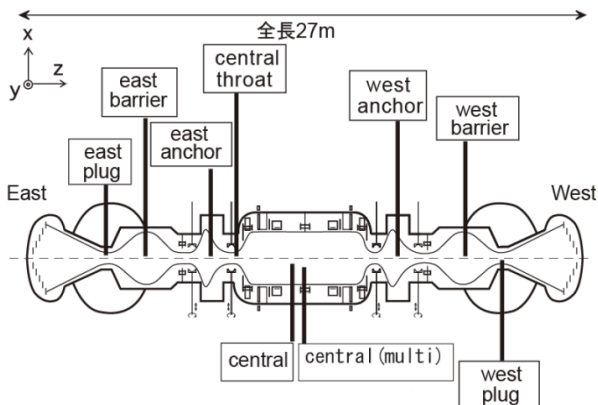 全長27m
x
z
y
central
throat
east
barrier
west
anchor
west
barrier
east
anchor
east
plug
East
West
central
central(multi)
west
plug